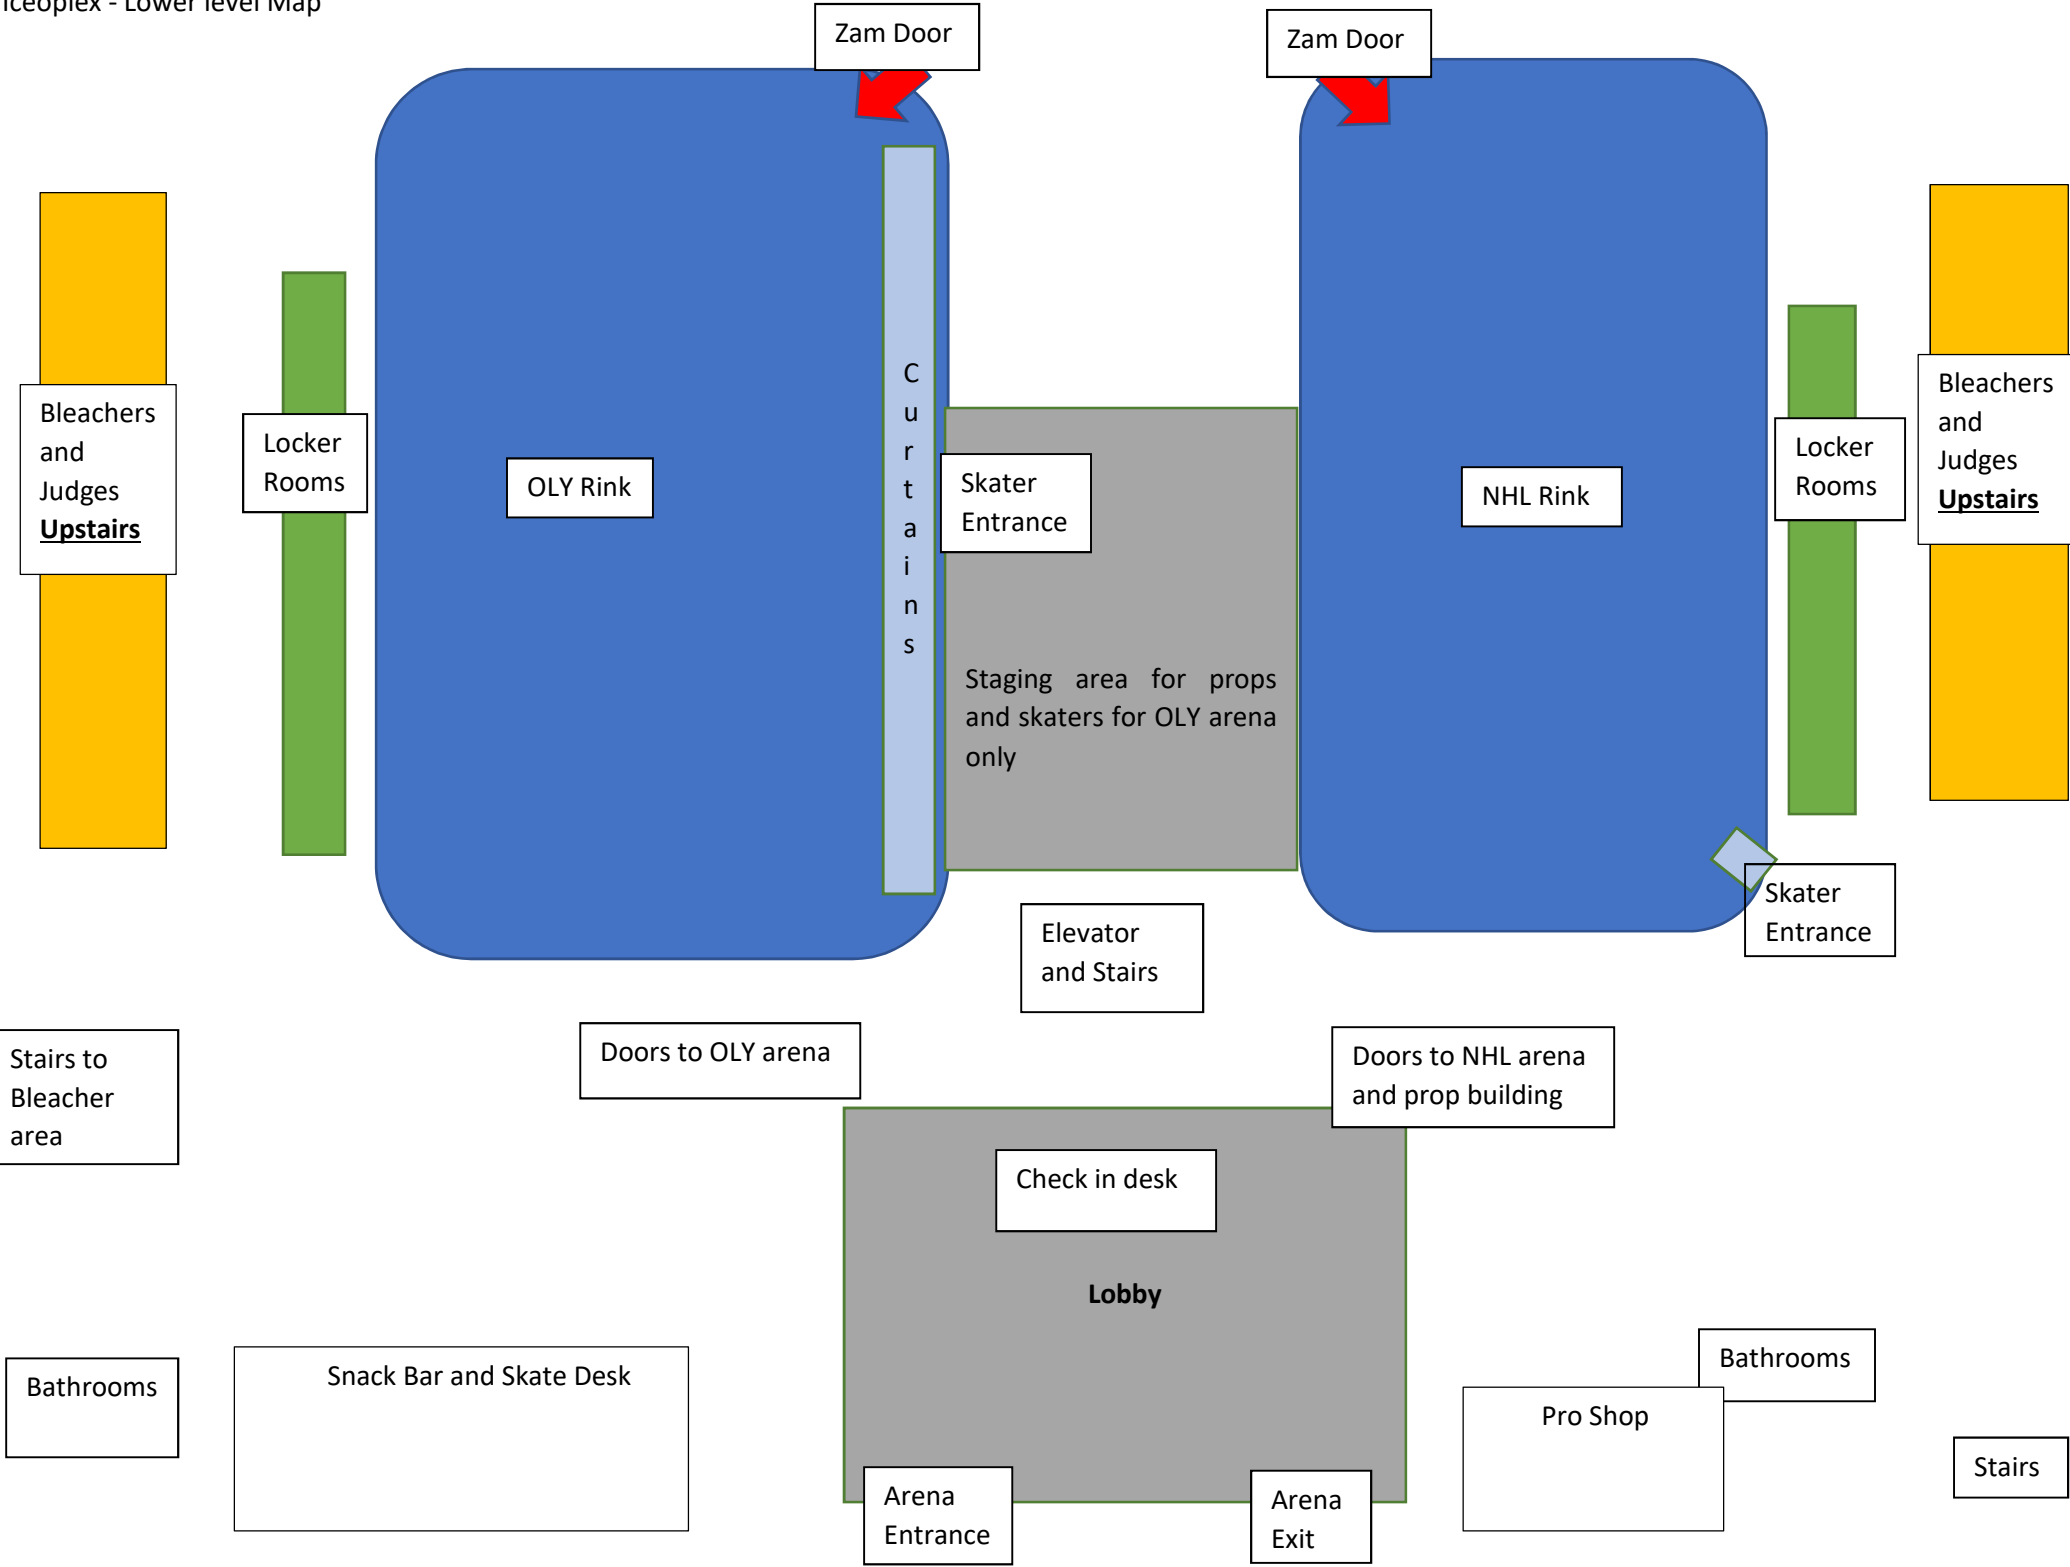 Iceoplex - Lower level Map
Zam Door
Zam Door
Bleachers
and
Judges
Upstairs
Locker
Rooms
OLY Rink
C
u
r
t
a
i
n
s
Skater
Entrance
Staging area for props
and skaters for OLY arena
only
NHL Rink
Locker
Rooms
Bleachers
and
Judges
Upstairs
Skater
Entrance
Elevator
and Stairs
Stairs to
Bleacher
area
Doors to OLY arena
Doors to NHL arena
and prop building
Check in desk
Lobby
Bathrooms
Snack Bar and Skate Desk
Bathrooms
Pro Shop
Stairs
Arena
Entrance
Arena
Exit